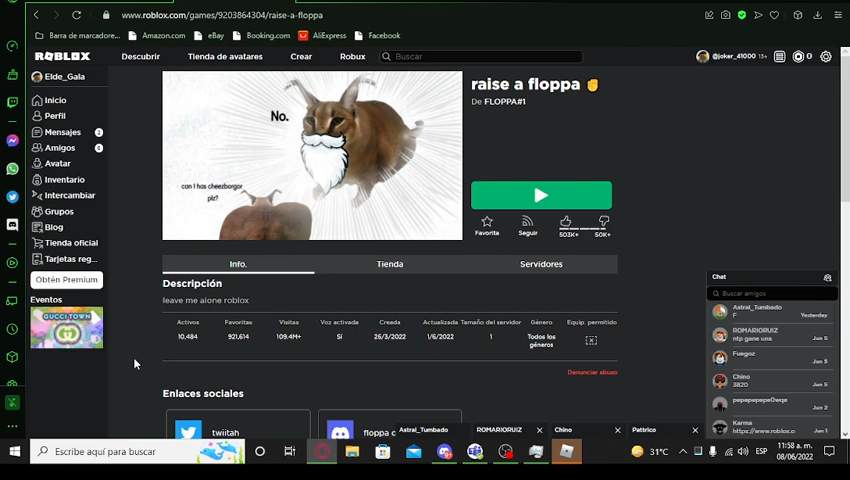 www.roblox.com/games/9203864304/raise-a-floppa
Barra de marcadore...
Amazon.com
eBay
Booking.com
AliExpress
Facebook
ROBLOX
Descubrir
Tienda de avatares
Crear
Robux
Buscar
@joker_41000 13+
0
Elde_Gala
Inicio
Perfil
Mensajes
Amigos
Avatar
Inventario
Intercambiar
Grupos
Blog
Tienda oficial
Tarjetas reg...
Obtén Premium
Eventos
GUCCI TOWN
No.
can I has cheezborgor
plz?
raise a floppa
De FLOPPA#1
Favorita
Seguir
503K+
50K+
Info.
Tienda
Servidores
Descripción
leave me alone roblox
Activos
Favoritas
Visitas
Voz activada
Creada
Actualizada
Tamaño del servidor
Género
Equip. permitido
10,484
921,614
109.4M+
Sí
26/3/2022
1/6/2022
1
Todos los
géneros
Denunciar abuso
Enlaces sociales
twiitah
floppa c
Chat
Buscar amigos
Astral_Tumbado
Yesterday
F
ROMARIORUIZ
ntp gane una
Jun 5
Fuegoz
Jun 5
Chino
3820
Jun 5
pepepepepe0wqe
Jun 2
Karma
https://www.roblox.c
Jun 1
Astral_Tumbado
ROMARIORUIZ
Chino
Pattrico
Escribe aquí para buscar
31°C
ESP
11:58 a. m.
08/06/2022